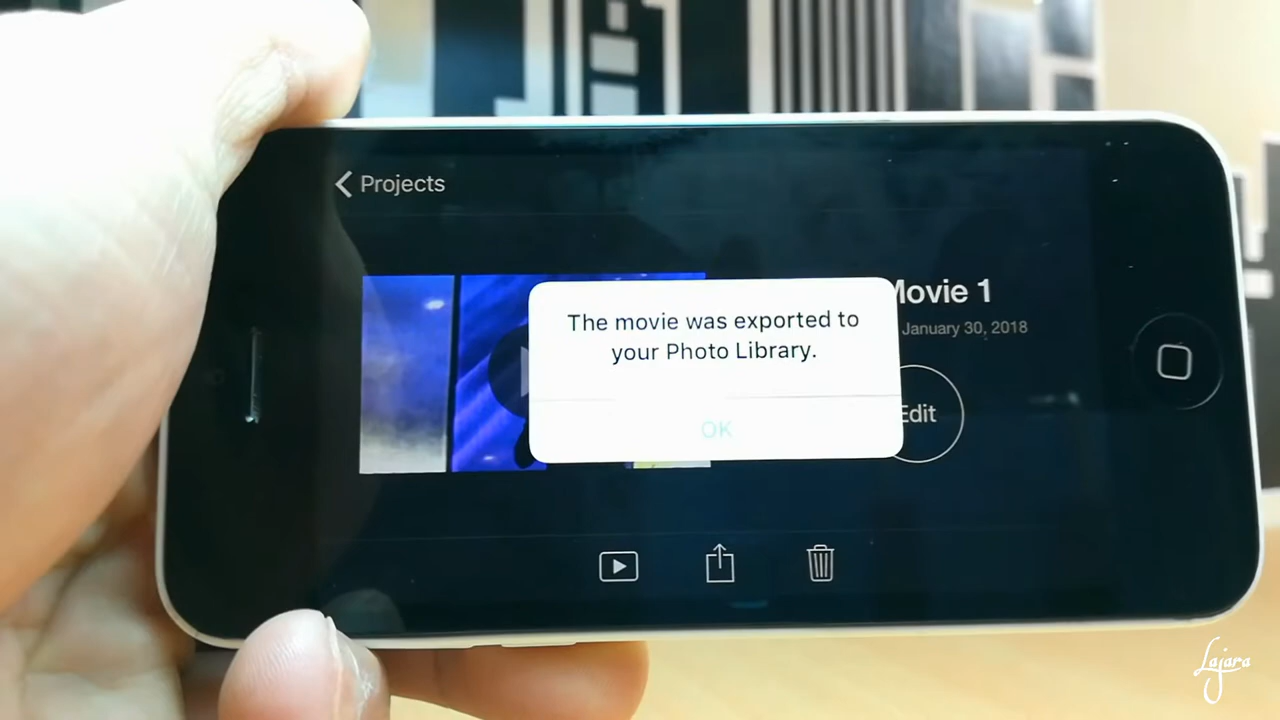 Projects
The movie was exported to
your Photo Library.
OK
Movie 1
January 30, 2018
Edit
Lajara